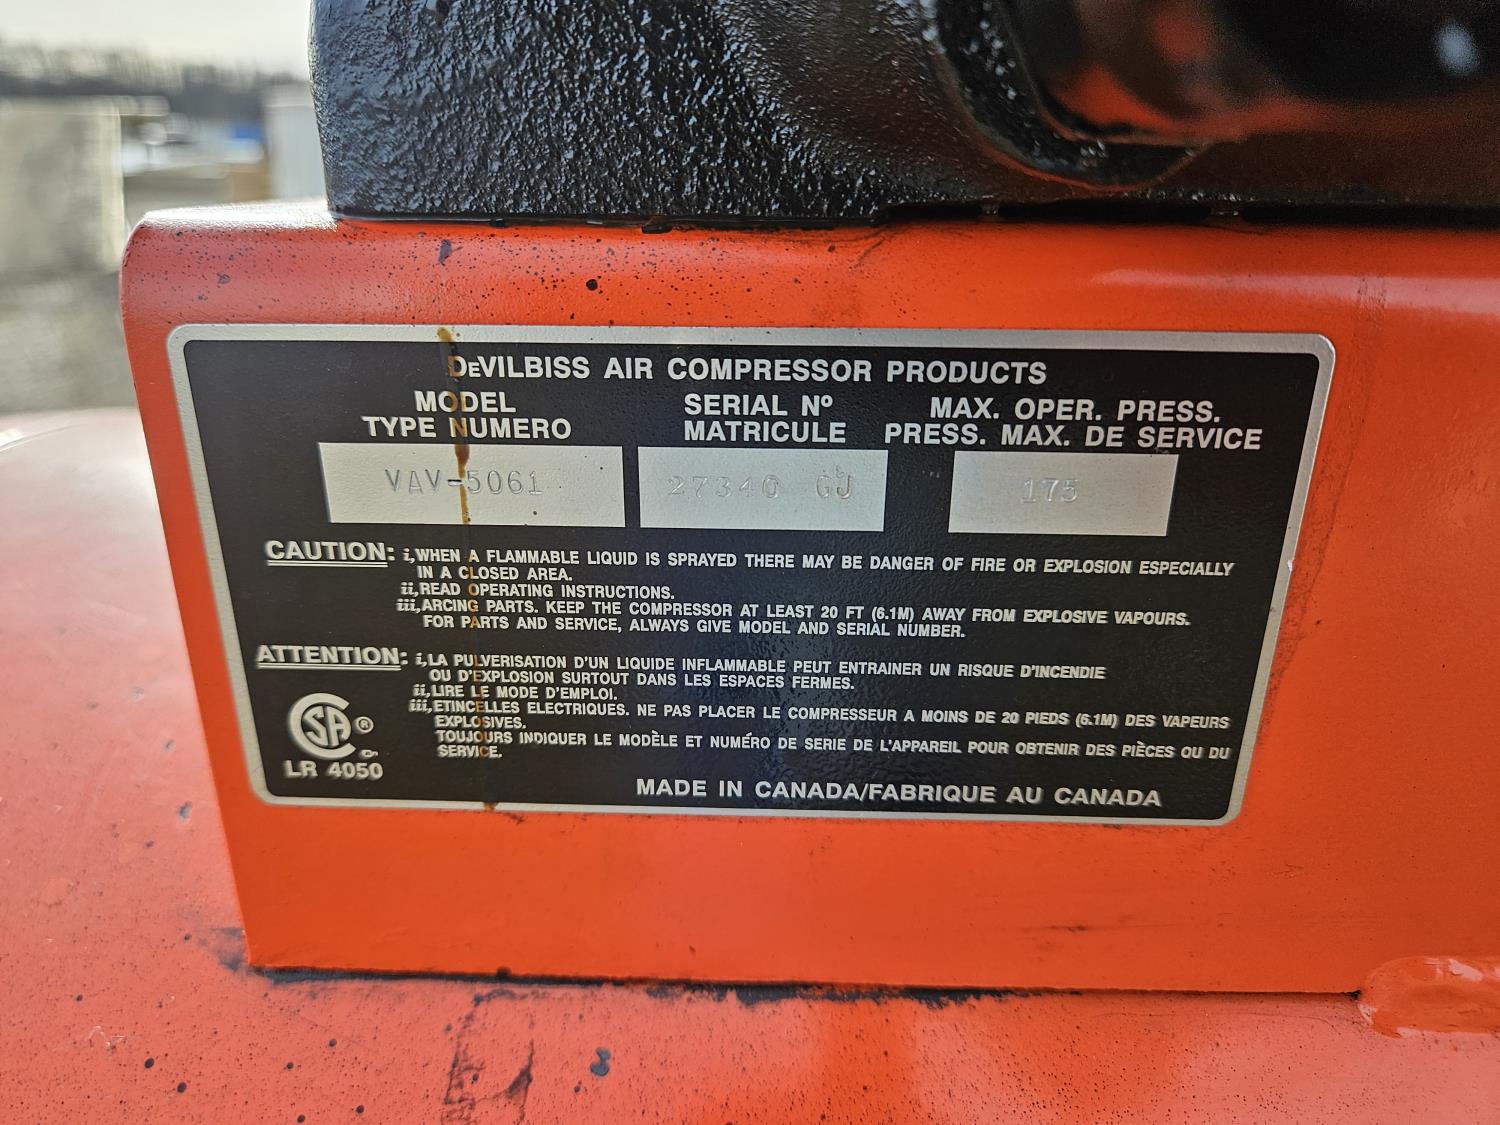 DeVILBISS AIR COMPRESSOR PRODUCTS
MODEL
TYPE NUMERO
SERIAL Nº
MATRICULE
MAX. OPER. PRESS.
PRESS. MAX. DE SERVICE
VAV-5061
27340 GJ
175
CAUTION: i, WHEN A FLAMMABLE LIQUID IS SPRAYED THERE MAY BE DANGER OF FIRE OR EXPLOSION ESPECIALLY
IN A CLOSED AREA.
ii, READ OPERATING INSTRUCTIONS.
iii, ARCING PARTS. KEEP THE COMPRESSOR AT LEAST 20 FT (6.1M) AWAY FROM EXPLOSIVE VAPOURS.
FOR PARTS AND SERVICE, ALWAYS GIVE MODEL AND SERIAL NUMBER.
ATTENTION: i, LA PULVERISATION D'UN LIQUIDE INFLAMMABLE PEUT ENTRAINER UN RISQUE D'INCENDIE
OU D'EXPLOSION SURTOUT DANS LES ESPACES FERMES.
ii, LIRE LE MODE D'EMPLOI.
iii, ETINCELLES ELECTRIQUES. NE PAS PLACER LE COMPRESSEUR A MOINS DE 20 PIEDS (6.1M) DES VAPEURS
EXPLOSIVES.
TOUJOURS INDIQUER LE MODÈLE ET NUMÉRO DE SERIE DE L'APPAREIL POUR OBTENIR DES PIÈCES OU DU
SERVICE.
CSA ®
LR 4050
MADE IN CANADA/FABRIQUE AU CANADA